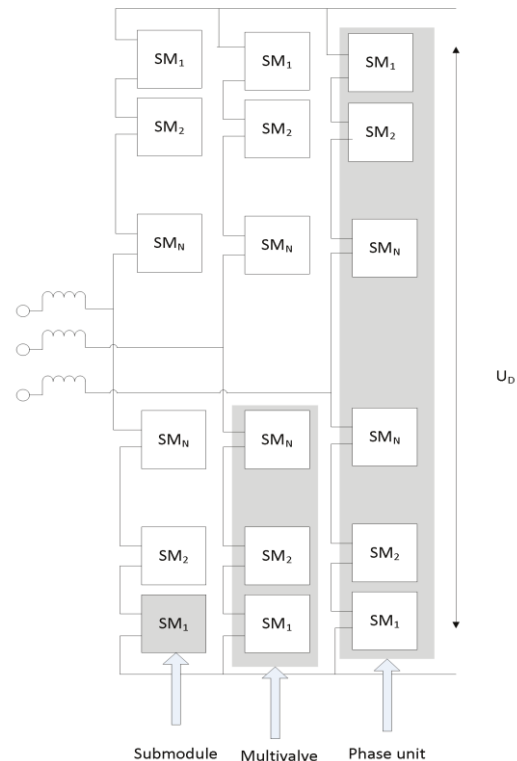 SM₁ SM₁ SM₁
SM₂ SM₂ SM₂
SMN SMN SMN
U_D
SMN SMN SMN
SM₂ SM₂ SM₂
SM₁ SM₁ SM₁
Submodule Multivalve Phase unit